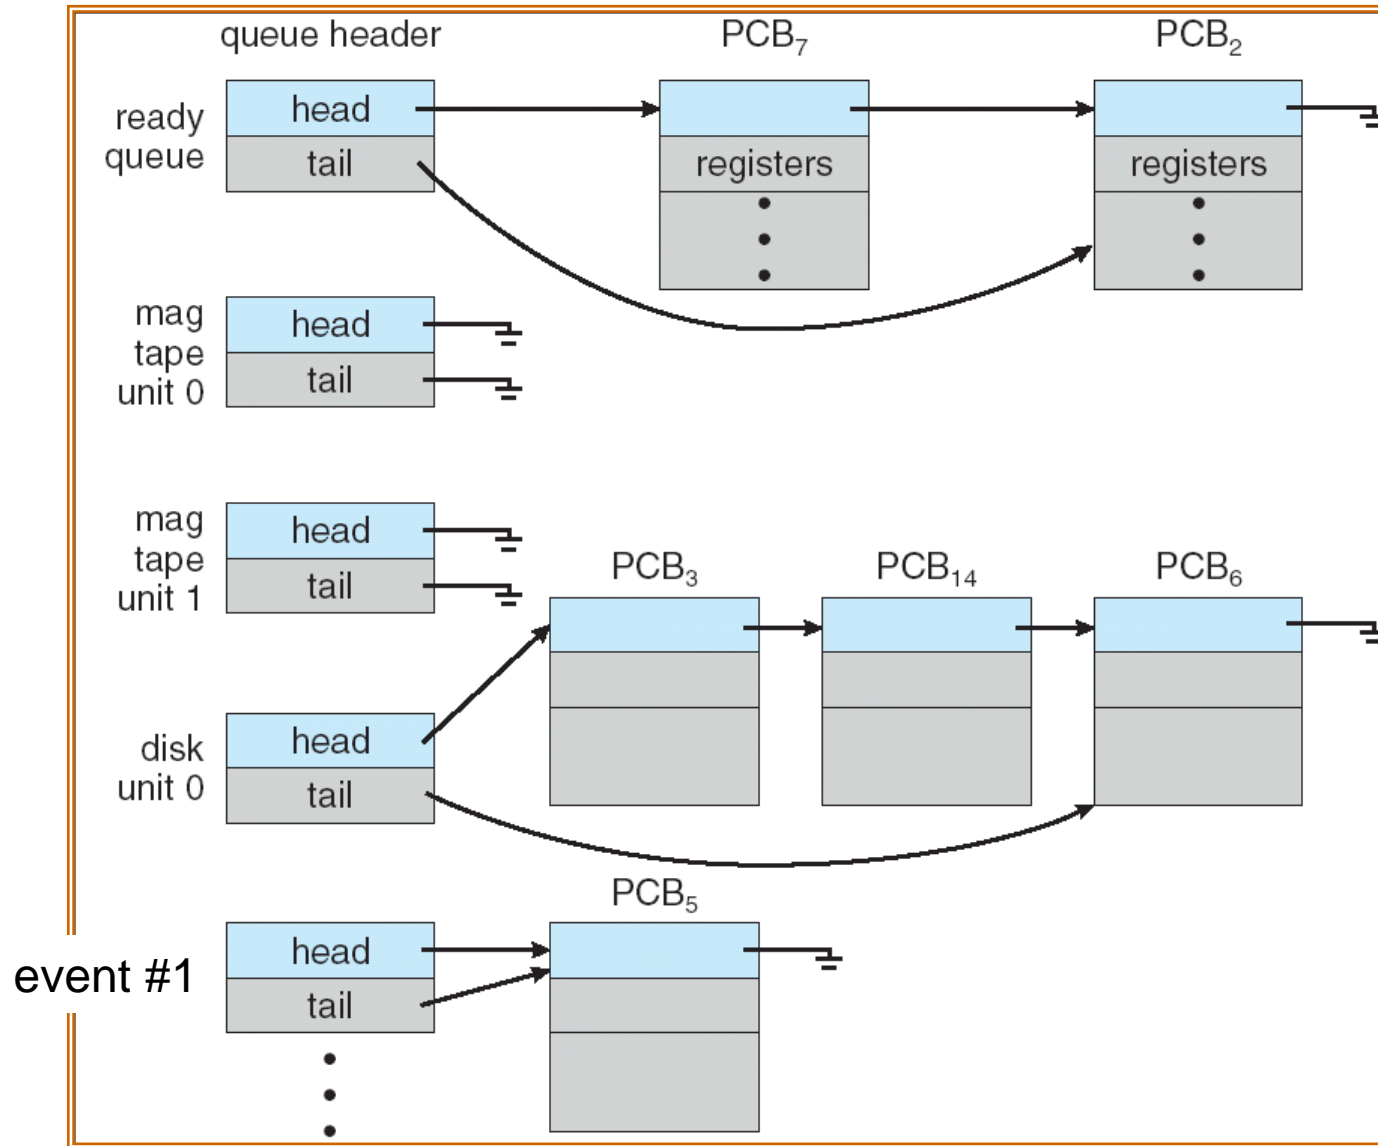 queue header
PCB₇
PCB₂
ready
queue
head
tail
registers
registers
mag
tape
unit 0
head
tail
mag
tape
unit 1
head
tail
PCB₃
PCB₁₄
PCB₆
disk
unit 0
head
tail
PCB₅
event #1
head
tail